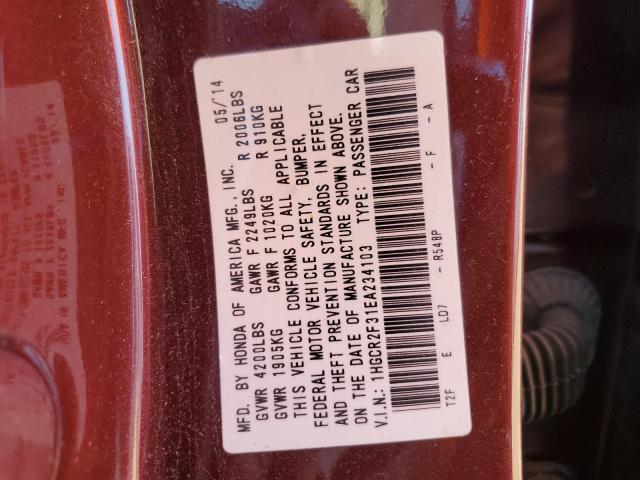 MFD. BY HONDA OF AMERICA MFG., INC. 05/'14
GVWR 4200LBS GAWR F 2249LBS R 2006LBS
GVWR 1905KG GAWR F 1020KG R 910KG
THIS VEHICLE CONFORMS TO ALL APPLICABLE
FEDERAL MOTOR VEHICLE SAFETY, BUMPER,
AND THEFT PREVENTION STANDARDS IN EFFECT
ON THE DATE OF MANUFACTURE SHOWN ABOVE.
V.I.N.: 1HGCR2F31EA234103 TYPE: PASSENGER CAR
T2F E LD7 - R548P - F - A